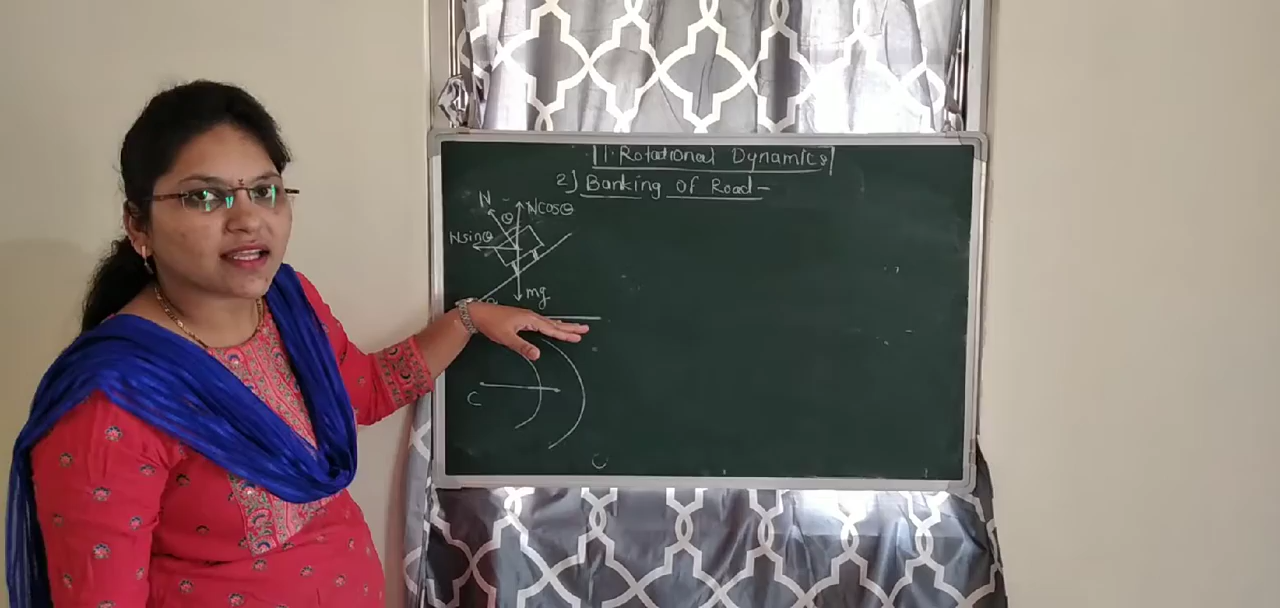 1. Rotational Dynamics
2) Banking Of Road -
N
θ
Ncosθ
Nsinθ
mg
C